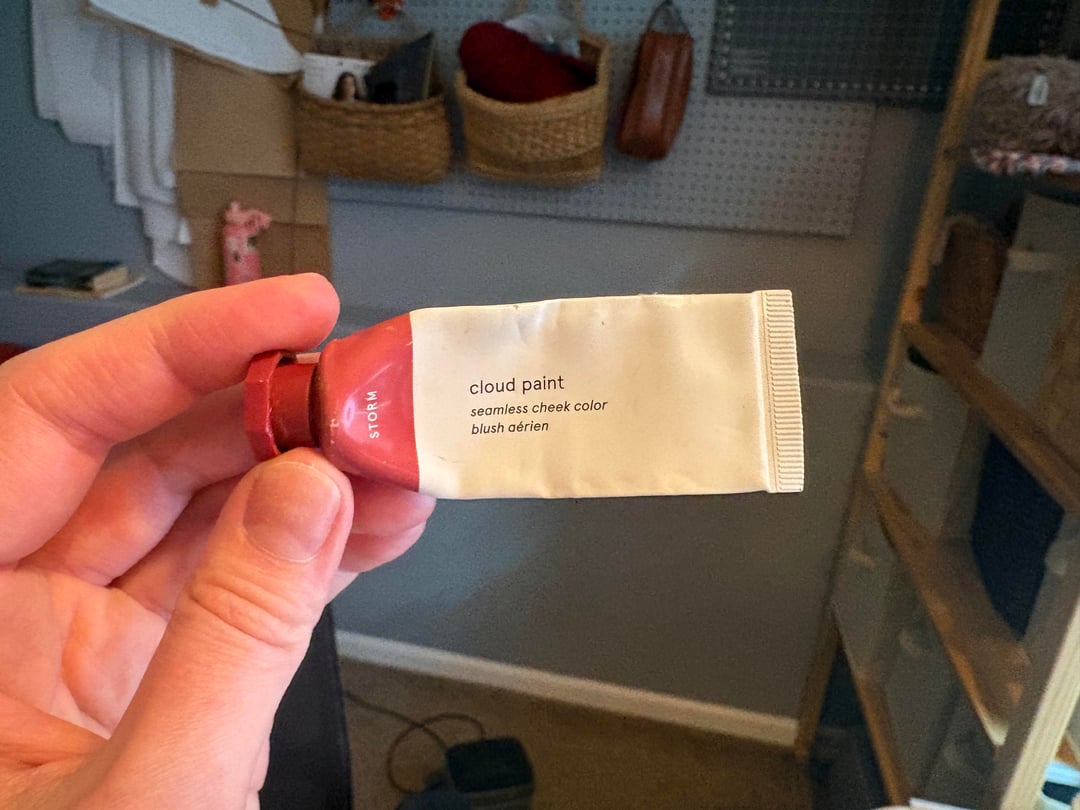 cloud paint
seamless cheek color
blush aérien
STORM